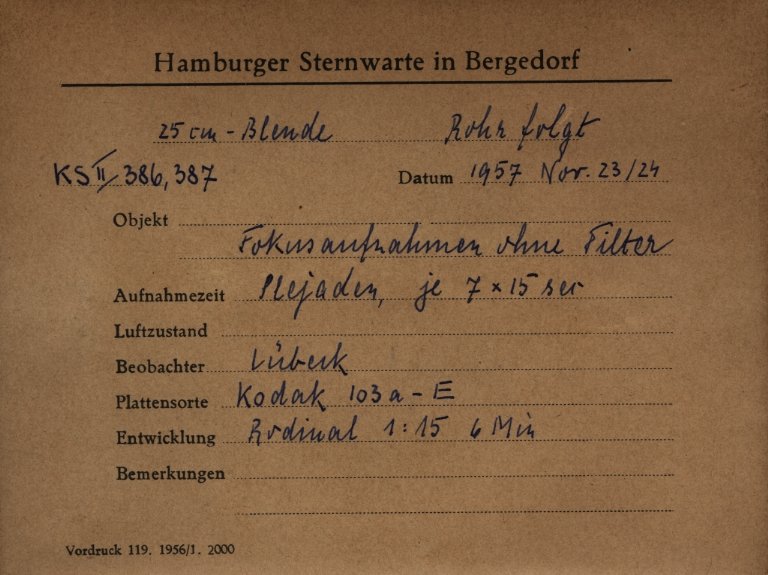 Hamburger Sternwarte in Bergedorf
25 cm - Blende Rohr folgt
KS II/ 386, 387 Datum 1957 Nov. 23/24
Objekt
Fokusaufnahmen ohne Filter
Aufnahmezeit Plejaden, je 7 × 15 sec
Luftzustand
Beobachter Lübeck
Plattensorte Kodak 103a - E
Entwicklung Rodinal 1:15 6 Min
Bemerkungen
Vordruck 119. 1956/1. 2000